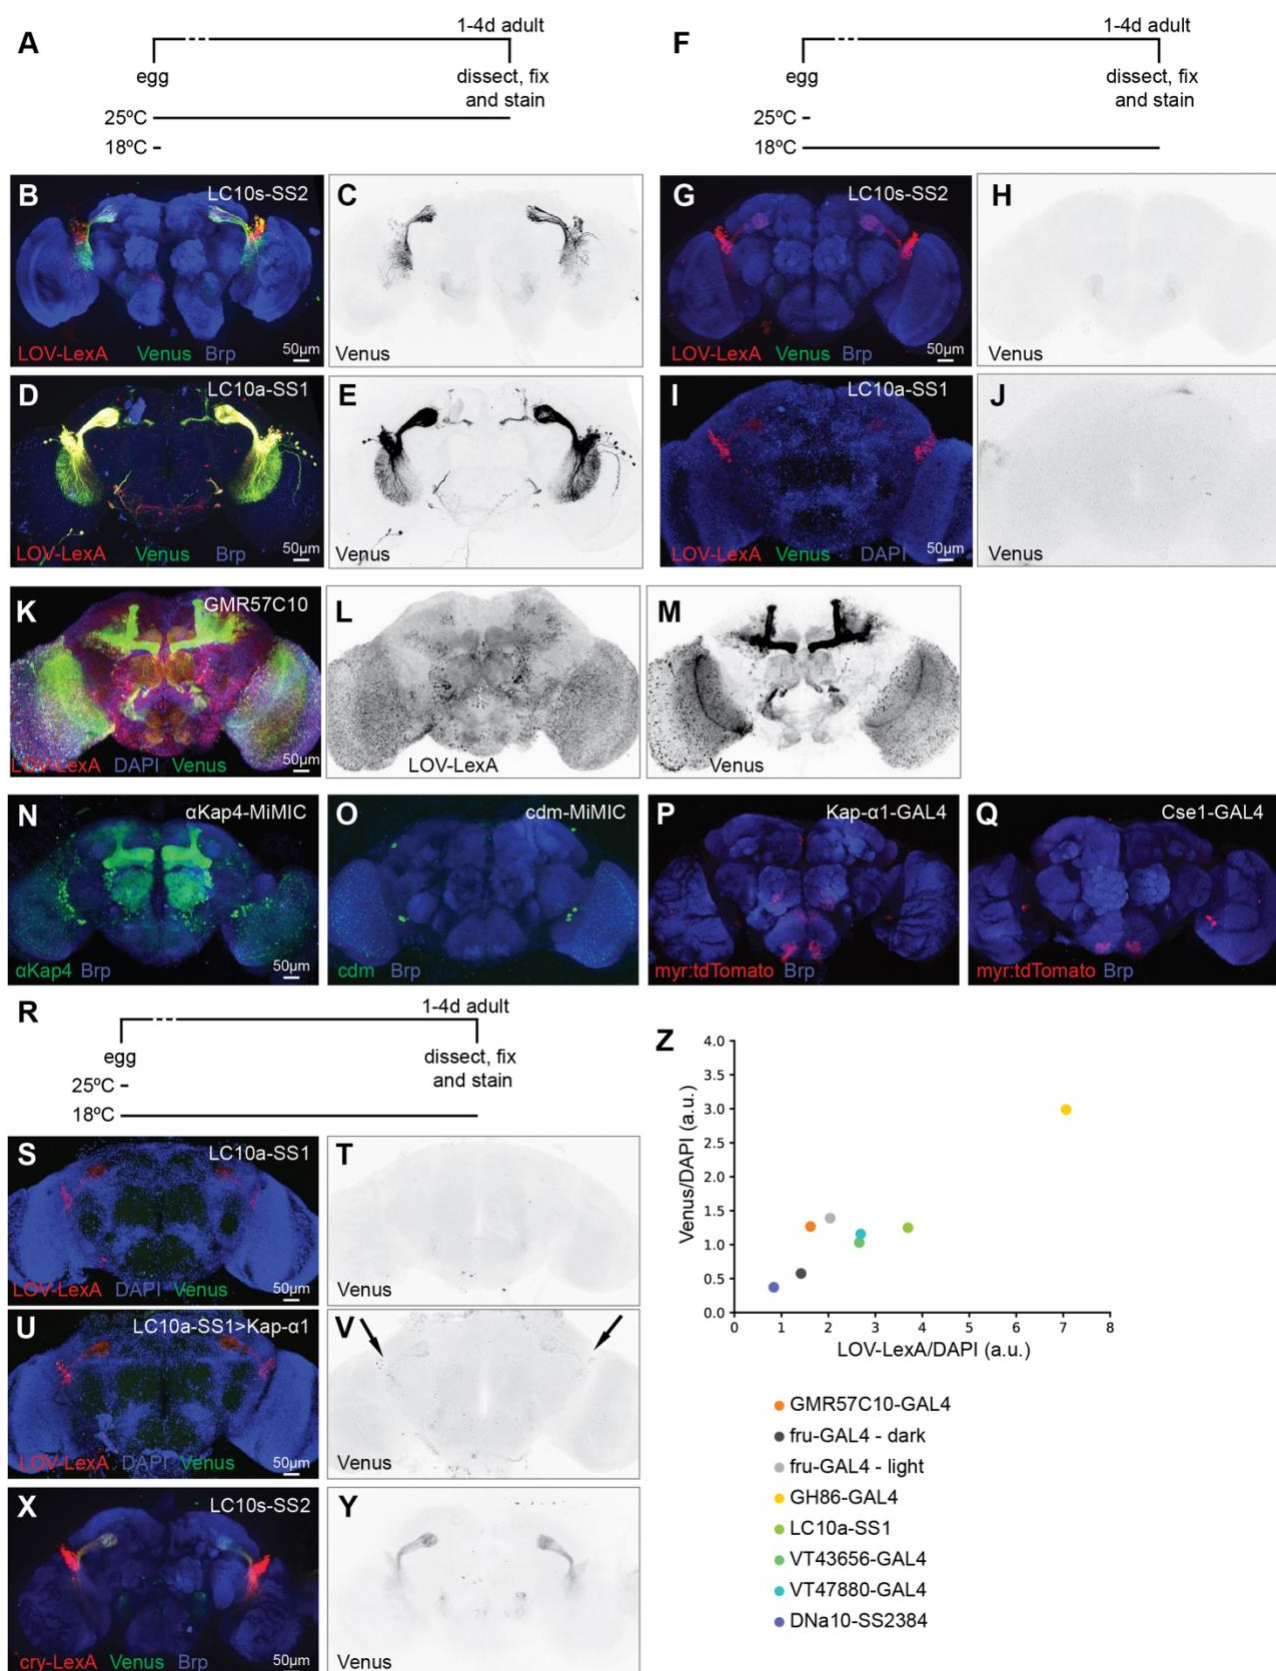 A
1-4d adult
egg
dissect, fix
and stain
25ºC
18ºC
F
1-4d adult
egg
dissect, fix
and stain
25ºC
18ºC
B
LC10s-SS2
LOV-LexA Venus Brp
50µm
C
Venus
G
LC10s-SS2
LOV-LexA Venus Brp
50µm
H
D
LC10a-SS1
LOV-LexA Venus Brp
50µm
E
Venus
I
LC10a-SS1
LOV-LexA Venus DAPI
50µm
J
Venus
K
GMR57C10
LOV-LexA DAPI Venus
50µm
L
LOV-LexA
M
Venus
N
αKap4-MiMIC
αKap4 Brp
50µm
O
cdm-MiMIC
cdm Brp
P
Kap-α1-GAL4
myr:tdTomato Brp
Q
Cse1-GAL4
myr:tdTomato Brp
R
1-4d adult
egg
dissect, fix
and stain
25ºC
18ºC
S
LC10a-SS1
LOV-LexA DAPI Venus
50µm
T
Venus
U
LC10a-SS1>Kap-α1
LOV-LexA DAPI Venus
50µm
V
Venus
X
LC10s-SS2
cry-LexA Venus Brp
50µm
Y
Venus
Z
Venus/DAPI (a.u.)
4.0
3.5
3.0
2.5
2.0
1.5
1.0
0.5
0.0
0 1 2 3 4 5 6 7 8
LOV-LexA/DAPI (a.u.)
GMR57C10-GAL4
fru-GAL4 - dark
fru-GAL4 - light
GH86-GAL4
LC10a-SS1
VT43656-GAL4
VT47880-GAL4
DNa10-SS2384